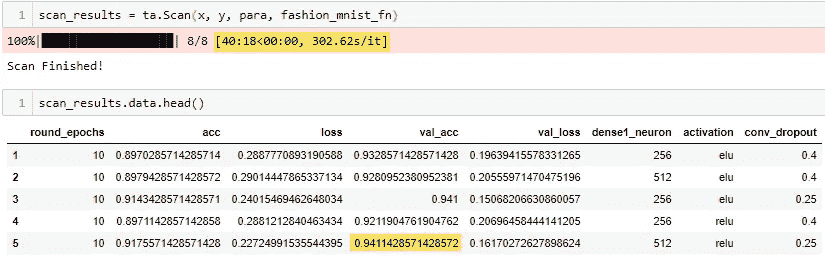 1 scan_results = ta.Scan(x, y, para, fashion_mnist_fn)
100%| | 8/8 [40:18<00:00, 302.62s/it]
Scan Finished!
1 scan_results.data.head()
round_epochs acc loss val_acc val_loss dense1_neuron activation conv_dropout
1 10 0.8970285714285714 0.2887770893190588 0.9328571428571428 0.19639415578331265 256 elu 0.4
2 10 0.8979428571428572 0.29014447865337134 0.9280952380952381 0.20555971470475196 512 elu 0.4
3 10 0.9143428571428571 0.24015469462648034 0.941 0.15068206630860057 256 elu 0.25
4 10 0.8971142857142858 0.2881212840463434 0.9211904761904762 0.20696458444141205 256 relu 0.4
5 10 0.9175571428571428 0.22724991535544395 0.9411428571428572 0.16170272627898624 512 relu 0.25